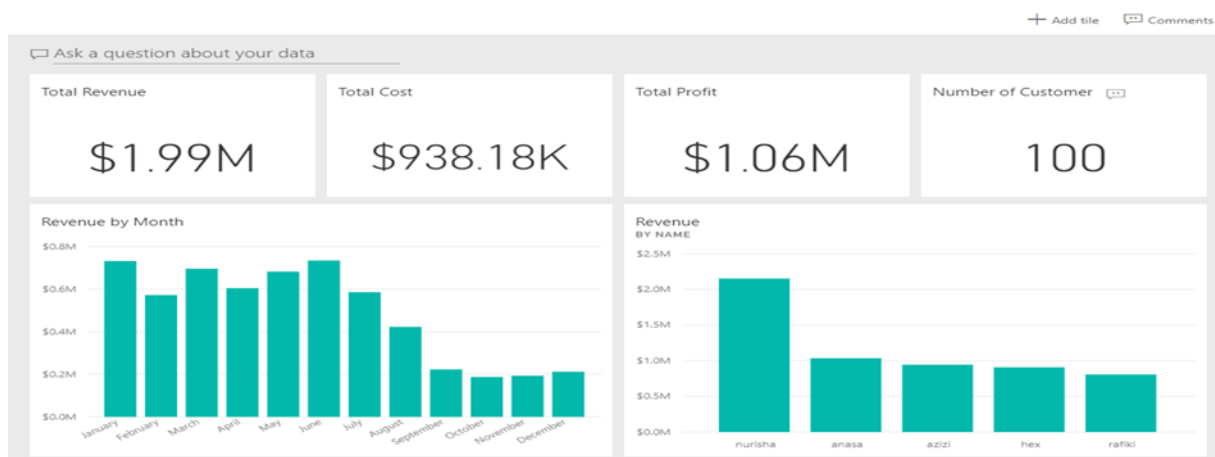 Add tile
Comments
Ask a question about your data
Total Revenue
$1.99M
Total Cost
$938.18K
Total Profit
$1.06M
Number of Customer
100
Revenue by Month
$0.8M
$0.6M
$0.4M
$0.2M
$0.0M
January
February
March
April
May
June
July
August
September
October
November
December
Revenue
BY NAME
$2.5M
$2.0M
$1.5M
$1.0M
$0.5M
$0.0M
nurisha
anasa
azizi
hex
rafiki